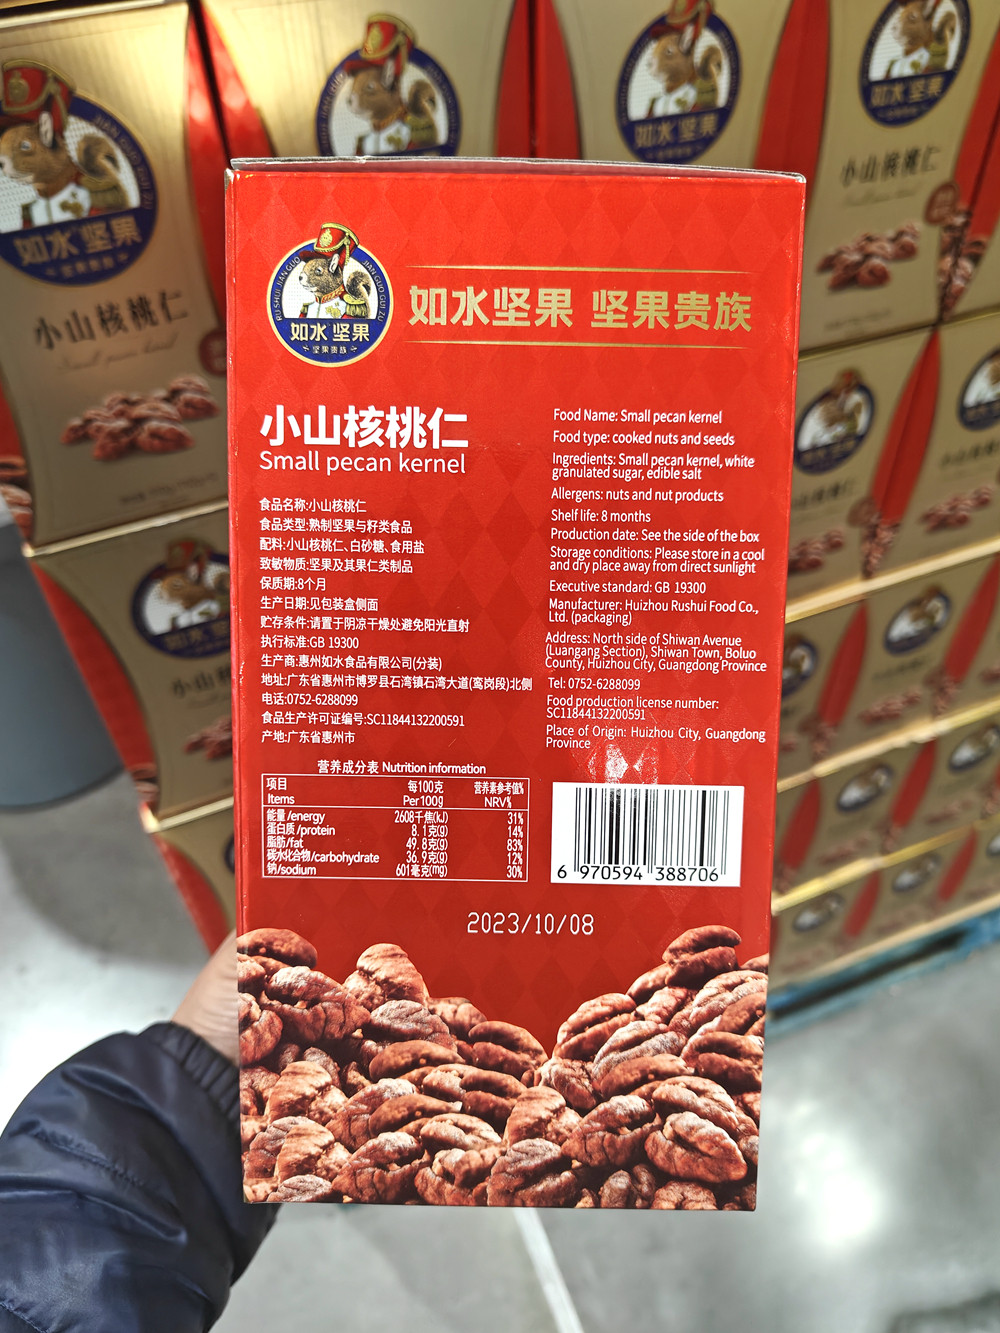 如水 坚果
坚果贵族
小山核桃仁
如水 坚果
小山核桃仁
RU SHUI JIAN GUO
JIAN GUO GUI ZU
如水 坚果
坚果贵族
如水坚果 坚果贵族
小山核桃仁
Small pecan kernel
食品名称:小山核桃仁
食品类型:熟制坚果与籽类食品
配料:小山核桃仁、白砂糖、食用盐
致敏物质:坚果及其果仁类制品
保质期:8个月
生产日期:见包装盒侧面
贮存条件:请置于阴凉干燥处避免阳光直射
执行标准:GB 19300
生产商:惠州如水食品有限公司(分装)
地址:广东省惠州市博罗县石湾镇石湾大道(鸾岗段)北侧
电话:0752-6288099
食品生产许可证编号:SC11844132200591
产地:广东省惠州市
Food Name: Small pecan kernel
Food type: cooked nuts and seeds
Ingredients: Small pecan kernel, white
granulated sugar, edible salt
Allergens: nuts and nut products
Shelf life: 8 months
Production date: See the side of the box
Storage conditions: Please store in a cool
and dry place away from direct sunlight
Executive standard: GB 19300
Manufacturer: Huizhou Rushui Food Co.,
Ltd. (packaging)
Address: North side of Shiwan Avenue
(Luangang Section), Shiwan Town, Boluo
County, Huizhou City, Guangdong Province
Tel: 0752-6288099
Food production license number:
SC11844132200591
Place of Origin: Huizhou City, Guangdong
Province
营养成分表 Nutrition information
项目 每100克 营养素参考值%
Items Per100g NRV%
能量/energy 2608千焦(kJ) 31%
蛋白质/protein 8.1克(g) 14%
脂肪/fat 49.8克(g) 83%
碳水化合物/carbohydrate 36.9克(g) 12%
钠/sodium 601毫克(mg) 30%
6 970594 388706
2023/10/08